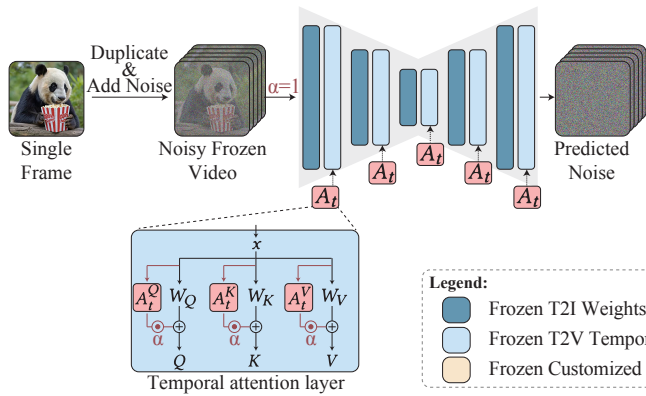 Duplicate
&
Add Noise
α=1
Single
Frame
Noisy Frozen
Video
Predicted
Noise
A_t
A_t
A_t
A_t
A_t
x
A_t^Q
W_Q
A_t^K
W_K
A_t^V
W_V
α
α
α
Q
K
V
Temporal attention layer
Legend:
Frozen T2I Weights
Frozen T2V Tempo
Frozen Customized